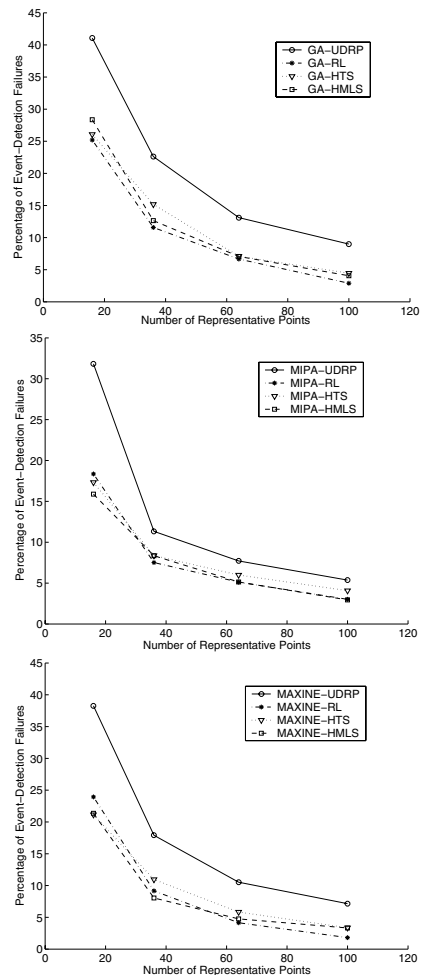 45
40
35
30
25
20
15
10
5
0
Percentage of Event−Detection Failures
GA−UDRP
GA−RL
GA−HTS
GA−HMLS
0 20 40 60 80 100 120
Number of Representative Points
35
30
25
20
15
10
5
0
Percentage of Event−Detection Failures
MIPA−UDRP
MIPA−RL
MIPA−HTS
MIPA−HMLS
0 20 40 60 80 100 120
Number of Representative Points
45
40
35
30
25
20
15
10
5
0
Percentage of Event−Detection Failures
MAXINE−UDRP
MAXINE−RL
MAXINE−HTS
MAXINE−HMLS
0 20 40 60 80 100 120
Number of Representative Points